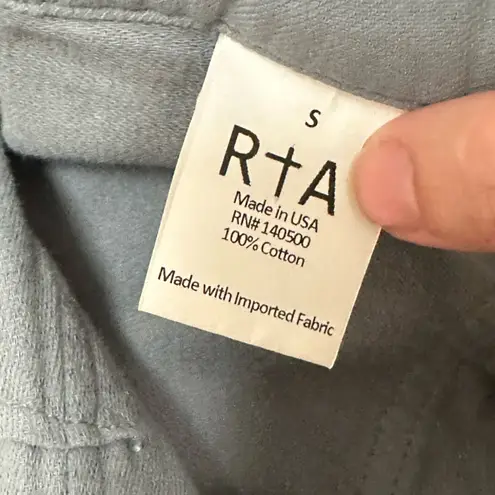 S
R†A
Made in USA
RN# 140500
100% Cotton
Made with Imported Fabric